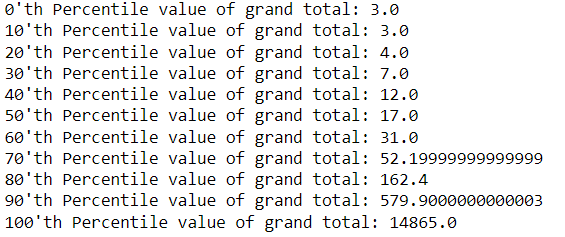 0'th Percentile value of grand total: 3.0
10'th Percentile value of grand total: 3.0
20'th Percentile value of grand total: 4.0
30'th Percentile value of grand total: 7.0
40'th Percentile value of grand total: 12.0
50'th Percentile value of grand total: 17.0
60'th Percentile value of grand total: 31.0
70'th Percentile value of grand total: 52.19999999999999
80'th Percentile value of grand total: 162.4
90'th Percentile value of grand total: 579.9000000000003
100'th Percentile value of grand total: 14865.0